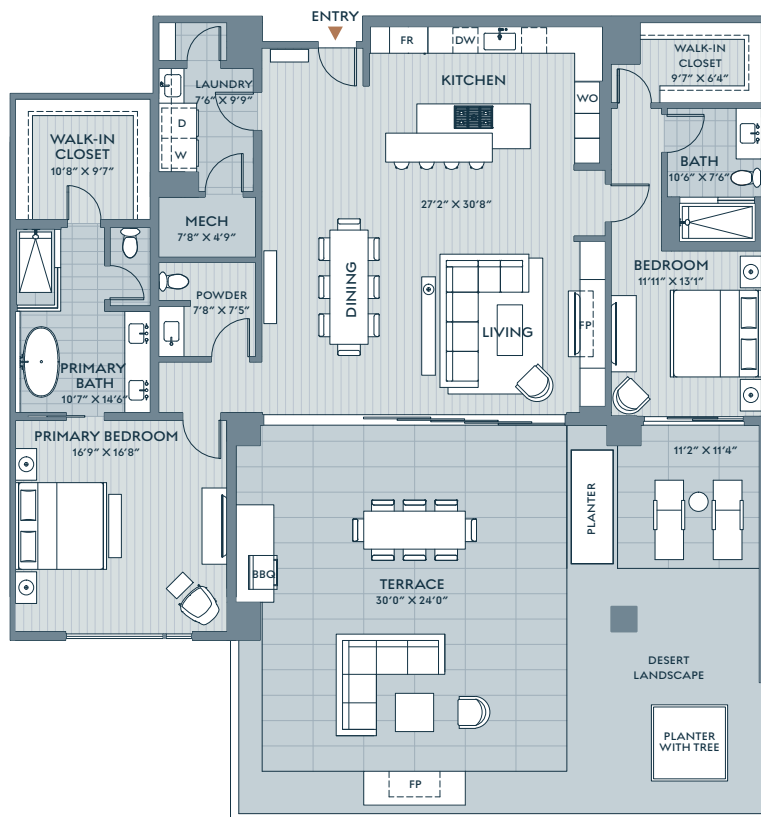 ENTRY
FR
DW
WALK-IN
CLOSET
9'7" X 6'4"
LAUNDRY
7'6" X 9'9"
KITCHEN
WO
D
W
WALK-IN
CLOSET
10'8" X 9'7"
BATH
10'6" X 7'6"
27'2" X 30'8"
MECH
7'8" X 4'9"
BEDROOM
11'11" X 13'1"
DINING
POWDER
7'8" X 7'5"
LIVING
FP
PRIMARY
BATH
10'7" X 14'6"
PRIMARY BEDROOM
16'9" X 16'8"
11'2" X 11'4"
PLANTER
BBQ
TERRACE
30'0" X 24'0"
DESERT
LANDSCAPE
PLANTER
WITH TREE
FP